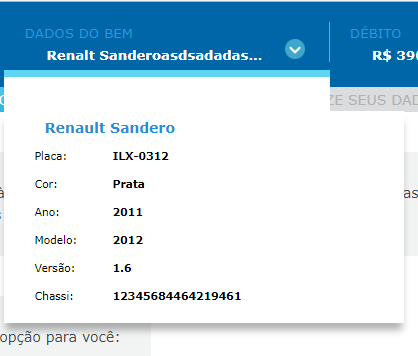 DADOS DO BEM
Renalt Sanderoasdsadadas...
DÉBITO
R$ 390
ZE SEUS DAD
Renault Sandero
Placa: ILX-0312
Cor: Prata
Ano: 2011
Modelo: 2012
Versão: 1.6
Chassi: 12345684464219461
opção para você: